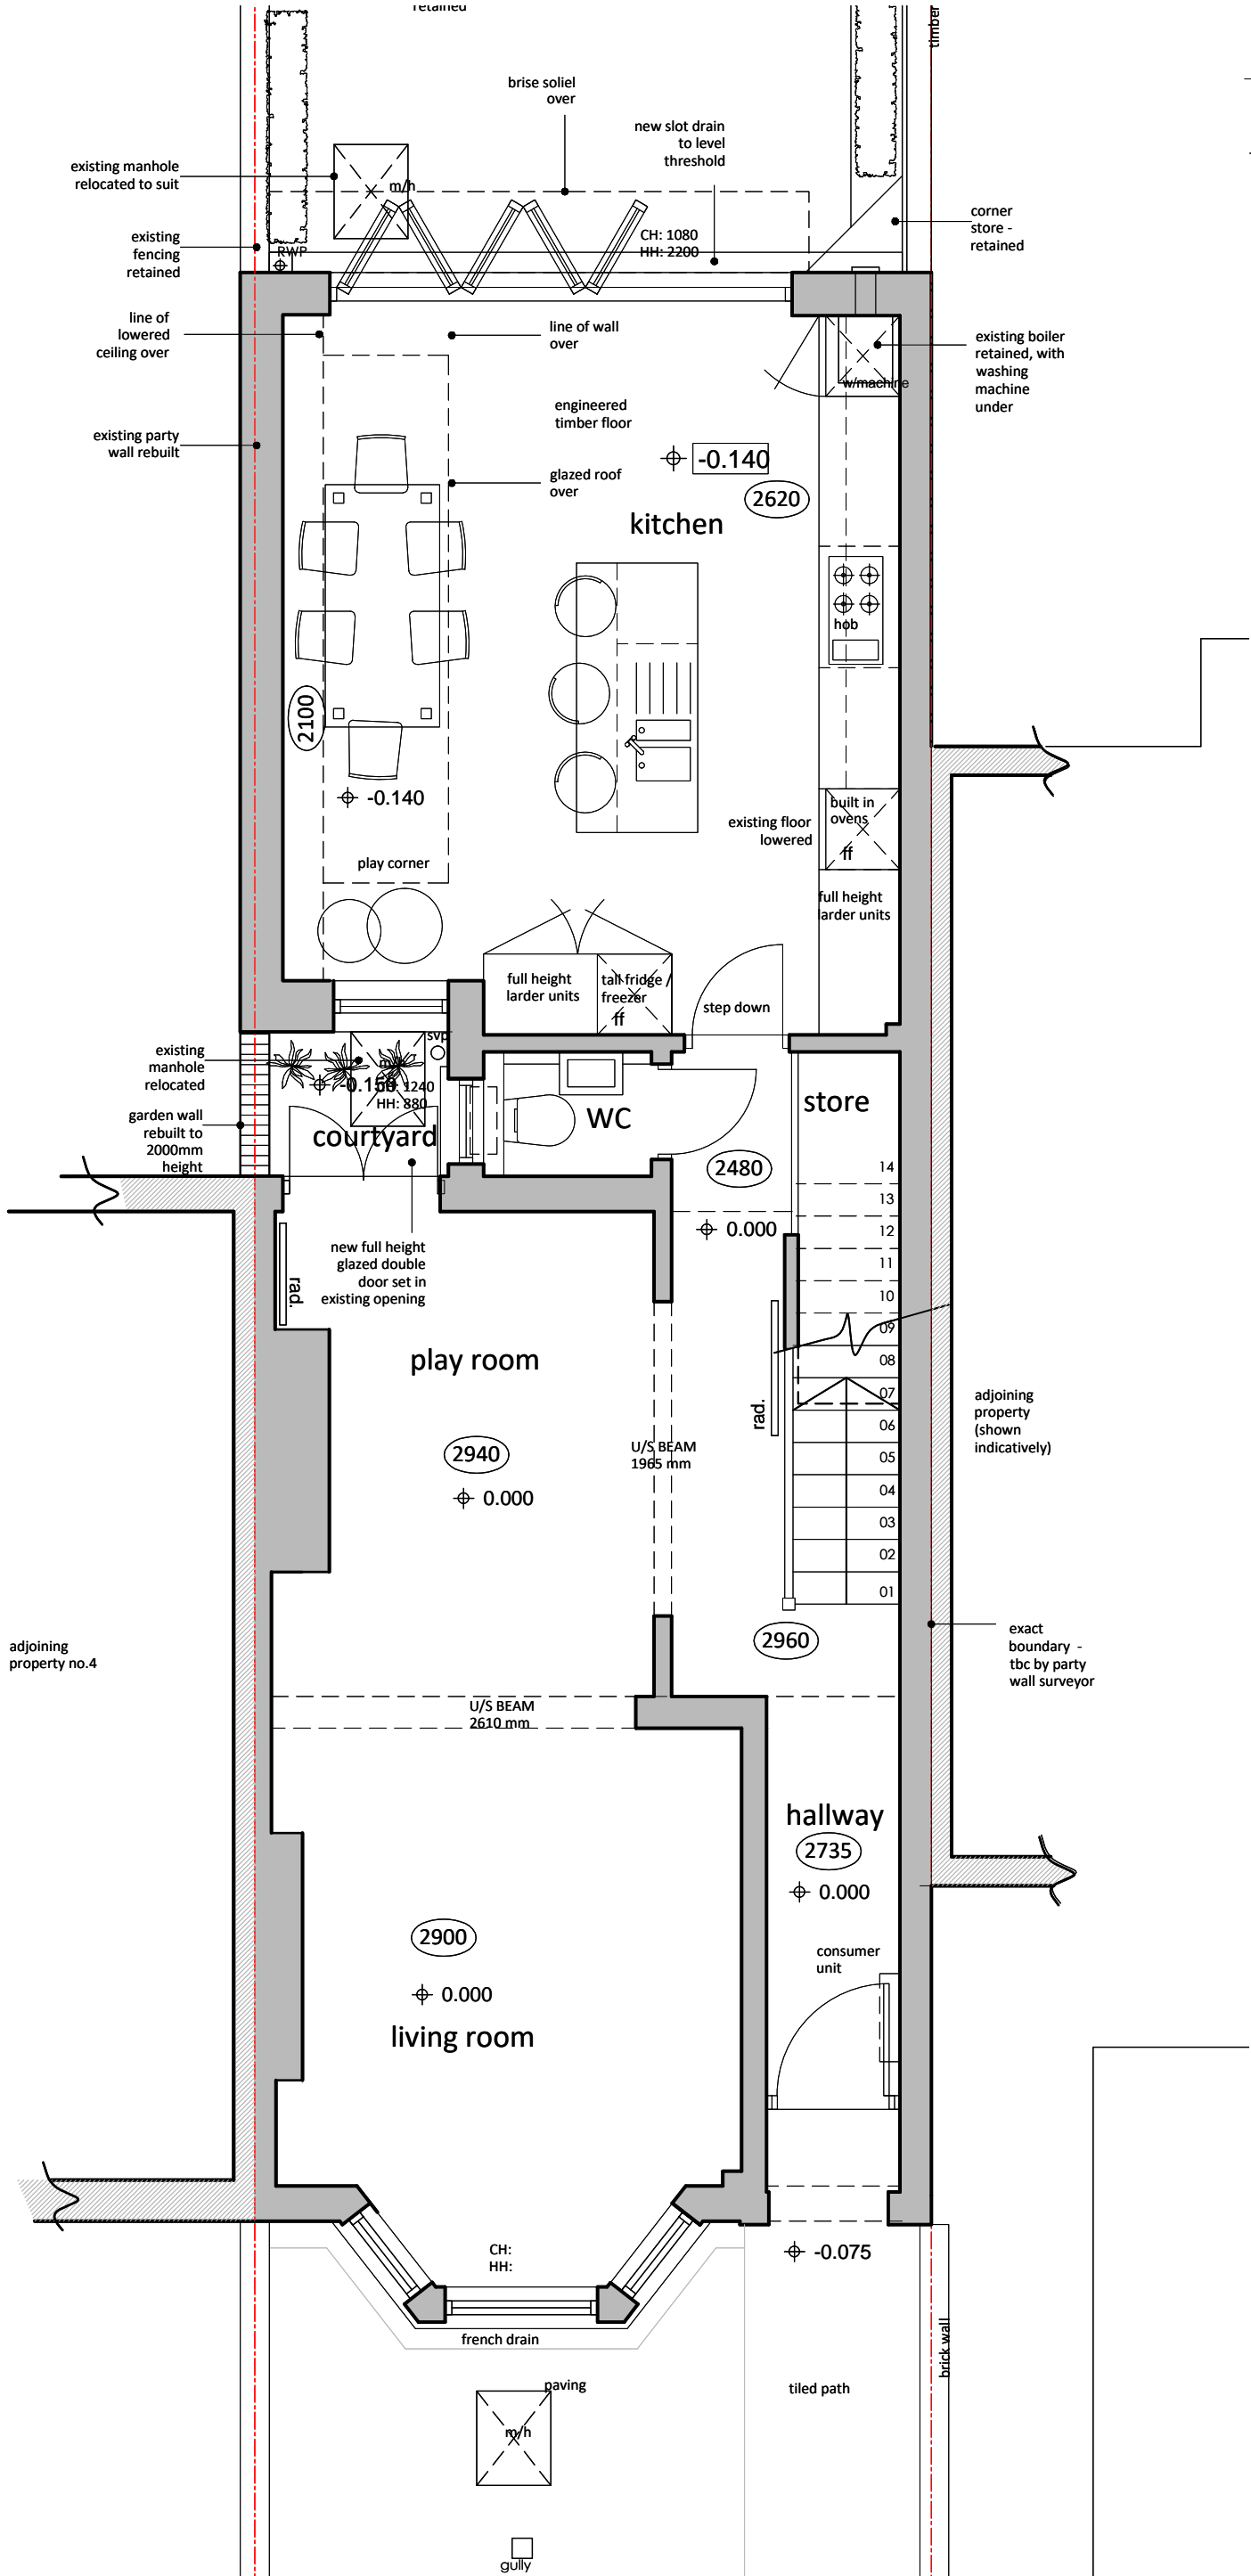 retained
timber
brise soliel
over
new slot drain
to level
threshold
existing manhole
relocated to suit
m/h
corner
store -
retained
existing
fencing
retained
RWP
CH: 1080
HH: 2200
line of
lowered
ceiling over
line of wall
over
existing boiler
retained, with
washing
machine
under
w/machine
engineered
timber floor
existing party
wall rebuilt
-0.140
glazed roof
over
2620
kitchen
hob
2100
-0.140
built in
ovens
existing floor
lowered
ff
play corner
full height
larder units
full height
larder units
tall fridge /
freezer
ff
step down
svp
existing
manhole
relocated
-0.150
1240
HH: 880
garden wall
rebuilt to
2000mm
height
courtyard
WC
store
2480
14
13
12
11
10
09
08
07
06
05
04
03
02
01
0.000
new full height
glazed double
door set in
existing opening
rad.
play room
rad.
adjoining
property
(shown
indicatively)
2940
U/S BEAM
1965 mm
0.000
adjoining
property no.4
2960
exact
boundary -
tbc by party
wall surveyor
U/S BEAM
2610 mm
hallway
2735
0.000
2900
consumer
unit
0.000
living room
CH:
HH:
-0.075
french drain
brick wall
paving
tiled path
m/h
gully